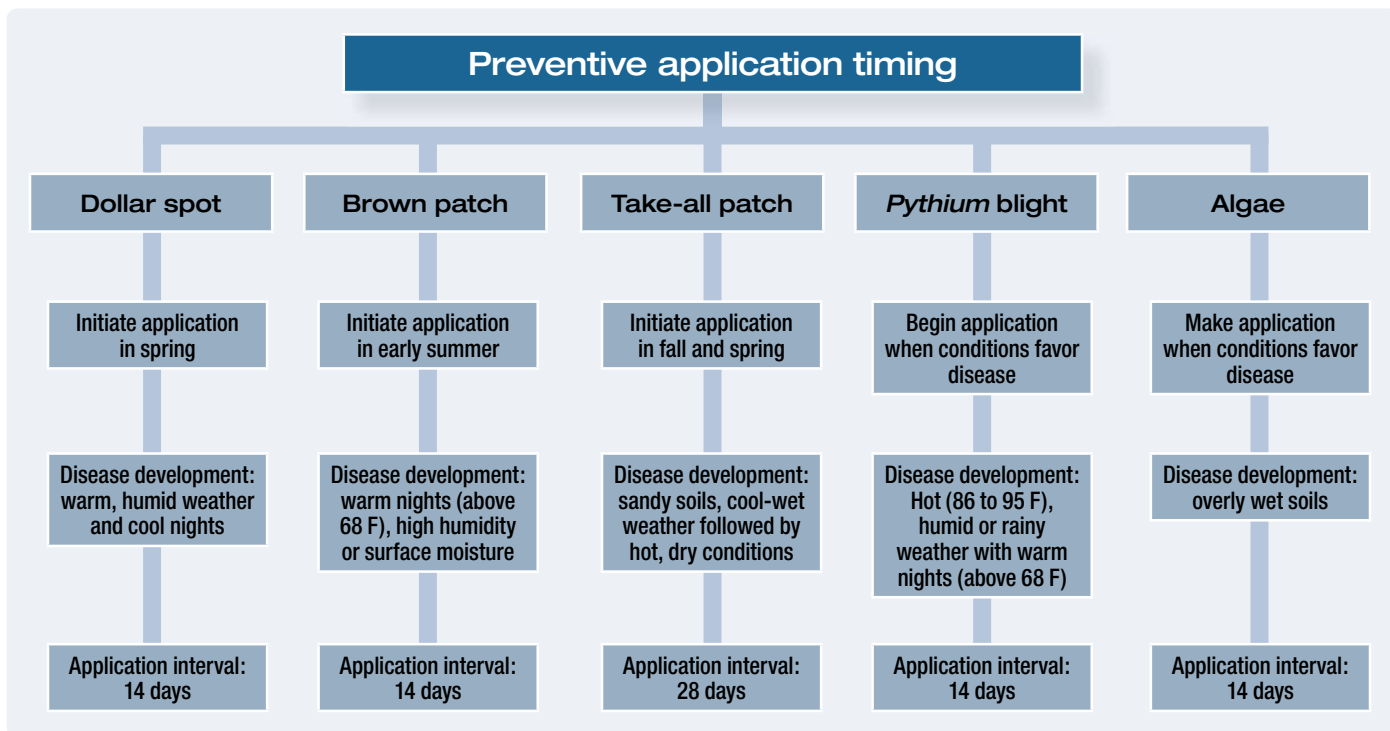 Preventive application timing
Dollar spot
Initiate application
in spring
Disease development:
warm, humid weather
and cool nights
Application interval:
14 days
Brown patch
Initiate application
in early summer
Disease development:
warm nights (above
68 F), high humidity
or surface moisture
Application interval:
14 days
Take-all patch
Initiate application
in fall and spring
Disease development:
sandy soils, cool-wet
weather followed by
hot, dry conditions
Application interval:
28 days
Pythium blight
Begin application
when conditions favor
disease
Disease development:
Hot (86 to 95 F),
humid or rainy
weather with warm
nights (above 68 F)
Application interval:
14 days
Algae
Make application
when conditions favor
disease
Disease development:
overly wet soils
Application interval:
14 days